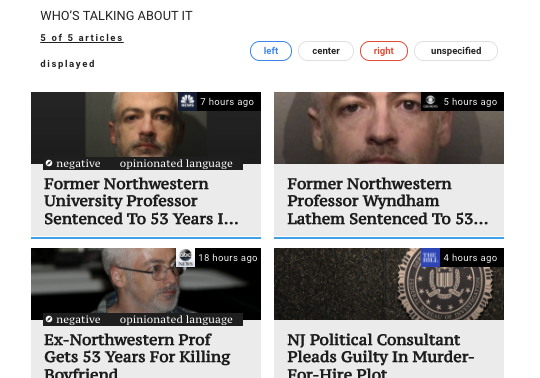 WHO'S TALKING ABOUT IT
5 of 5 articles
displayed
left center right unspecified
7 hours ago
5 hours ago
negative opinionated language
Former Northwestern
University Professor
Sentenced To 53 Years I...
Former Northwestern
Professor Wyndham
Lathem Sentenced To 53...
abc
NEWS
18 hours ago
THE
HILL
4 hours ago
negative opinionated language
Ex-Northwestern Prof
Gets 53 Years For Killing
Boyfriend
NJ Political Consultant
Pleads Guilty In Murder-
For-Hire Plot